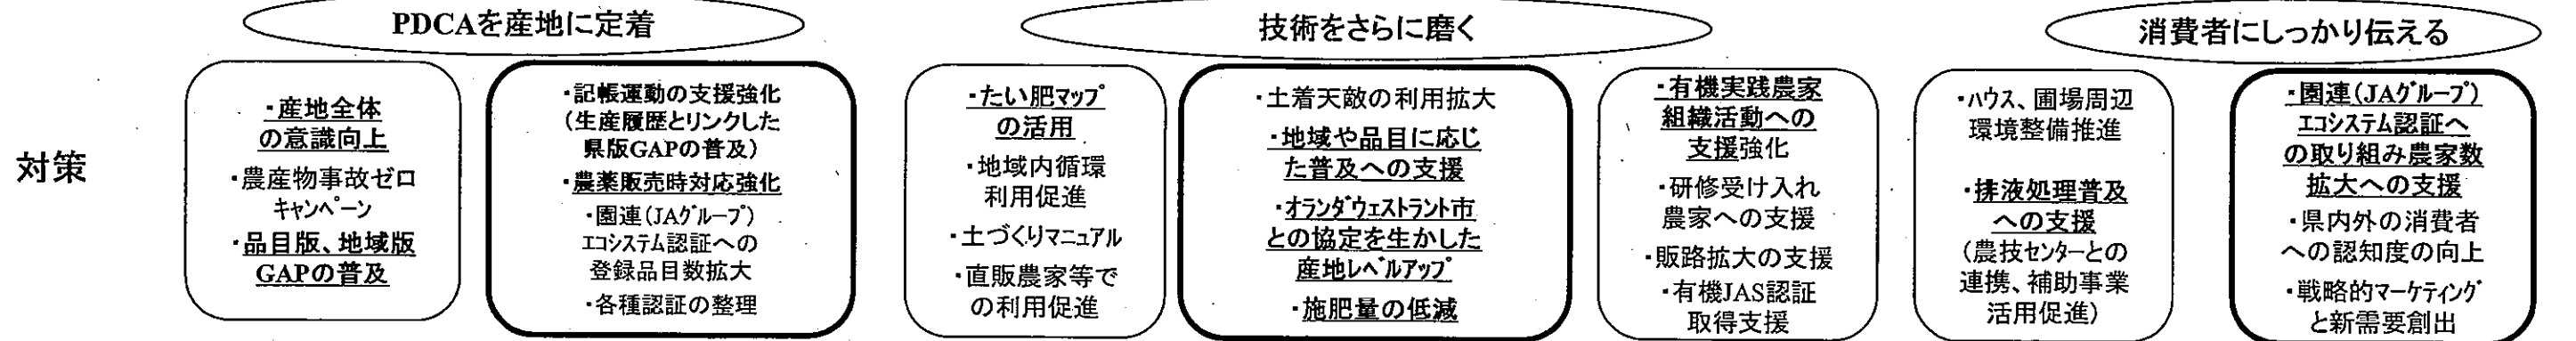 PDCAを産地に定着
技術をさらに磨く
消費者にしっかり伝える
対策
・産地全体
の意識向上
・農産物事故ゼロ
キャンペーン
・品目版、地域版
GAPの普及
・記帳運動の支援強化
(生産履歴とリンクした
県版GAPの普及)
・農薬販売時対応強化
・園連(JAグループ)
エコシステム認証への
登録品目数拡大
・各種認証の整理
・たい肥マップ
の活用
・地域内循環
利用促進
・土づくりマニュアル
・直販農家等で
の利用促進
・土着天敵の利用拡大
・地域や品目に応じ
た普及への支援
・オランダウェストラント市
との協定を生かした
産地レベルアップ
・施肥量の低減
・有機実践農家
組織活動への
支援強化
・研修受け入れ
農家への支援
・販路拡大の支援
・有機JAS認証
取得支援
・ハウス、圃場周辺
環境整備推進
・排液処理普及
への支援
(農技センターとの
連携、補助事業
活用促進)
・園連(JAグループ)
エコシステム認証へ
の取り組み農家数
拡大への支援
・県内外の消費者
への認知度の向上
・戦略的マーケティング
と新需要創出